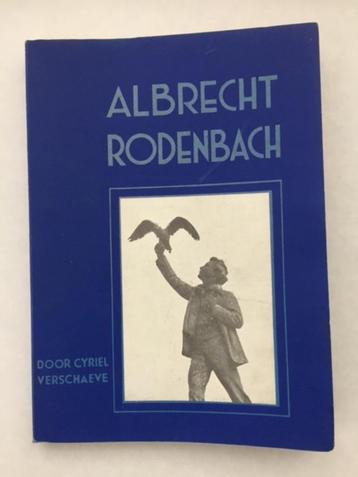 ALBRECHT
RODENBACH
DOOR CYRIEL
VERSCHAEVE